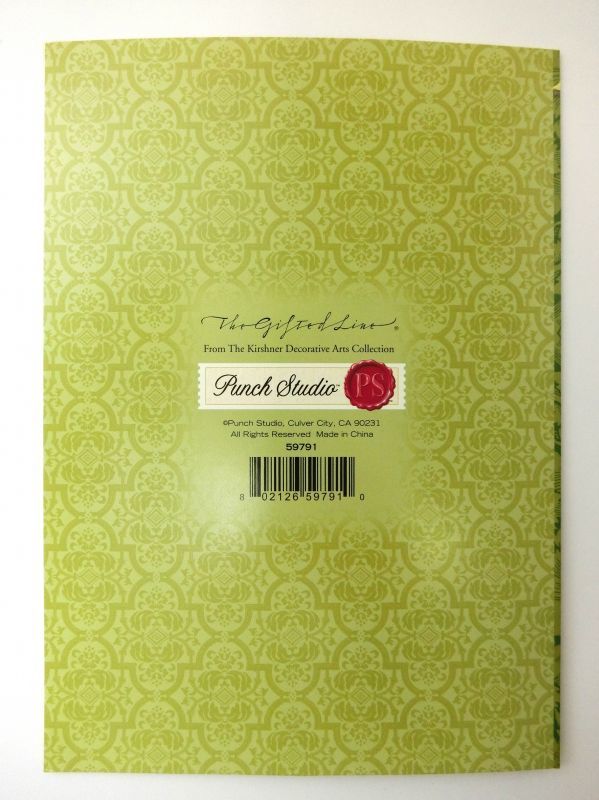 The Gifted Line®
From The Kirshner Decorative Arts Collection
Punch Studio™ PS
©Punch Studio, Culver City, CA 90231
All Rights Reserved Made in China
59791
8 02126 59791 0